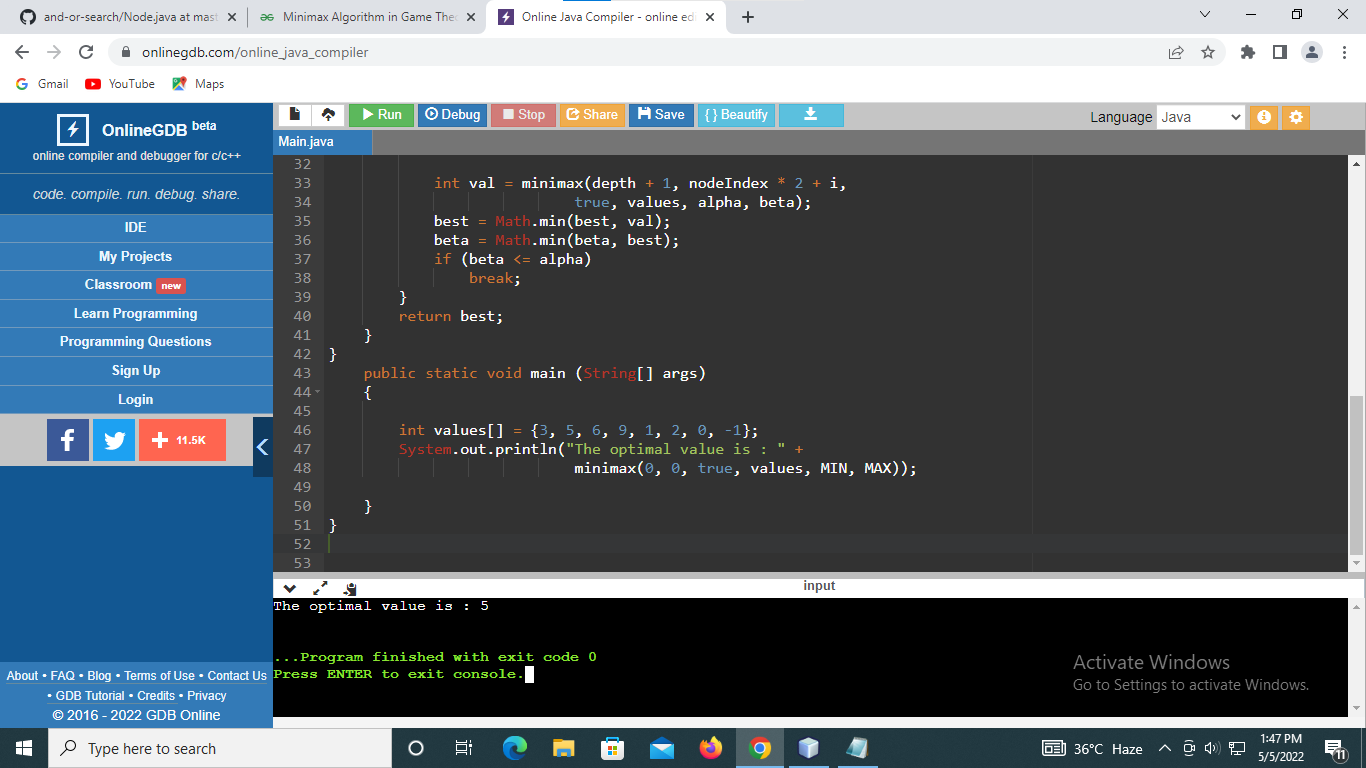 and-or-search/Node.java at mast
Minimax Algorithm in Game Theo
Online Java Compiler - online edi
onlinegdb.com/online_java_compiler
Gmail
YouTube
Maps
OnlineGDB beta
online compiler and debugger for c/c++
code. compile. run. debug. share.
IDE
My Projects
Classroom new
Learn Programming
Programming Questions
Sign Up
Login
11.5K
About • FAQ • Blog • Terms of Use • Contact Us
• GDB Tutorial • Credits • Privacy
© 2016 - 2022 GDB Online
Run Debug Stop Share Save {} Beautify
Language Java
Main.java
32
33 int val = minimax(depth + 1, nodeIndex * 2 + i,
34 true, values, alpha, beta);
35 best = Math.min(best, val);
36 beta = Math.min(beta, best);
37 if (beta <= alpha)
38 break;
39 }
40 return best;
41 }
42 }
43 public static void main (String[] args)
44 {
45
46 int values[] = {3, 5, 6, 9, 1, 2, 0, -1};
47 System.out.println("The optimal value is : " +
48 minimax(0, 0, true, values, MIN, MAX));
49
50 }
51 }
52
53
input
The optimal value is : 5
...Program finished with exit code 0
Press ENTER to exit console.
Activate Windows
Go to Settings to activate Windows.
Type here to search
36°C Haze
1:47 PM
5/5/2022
11